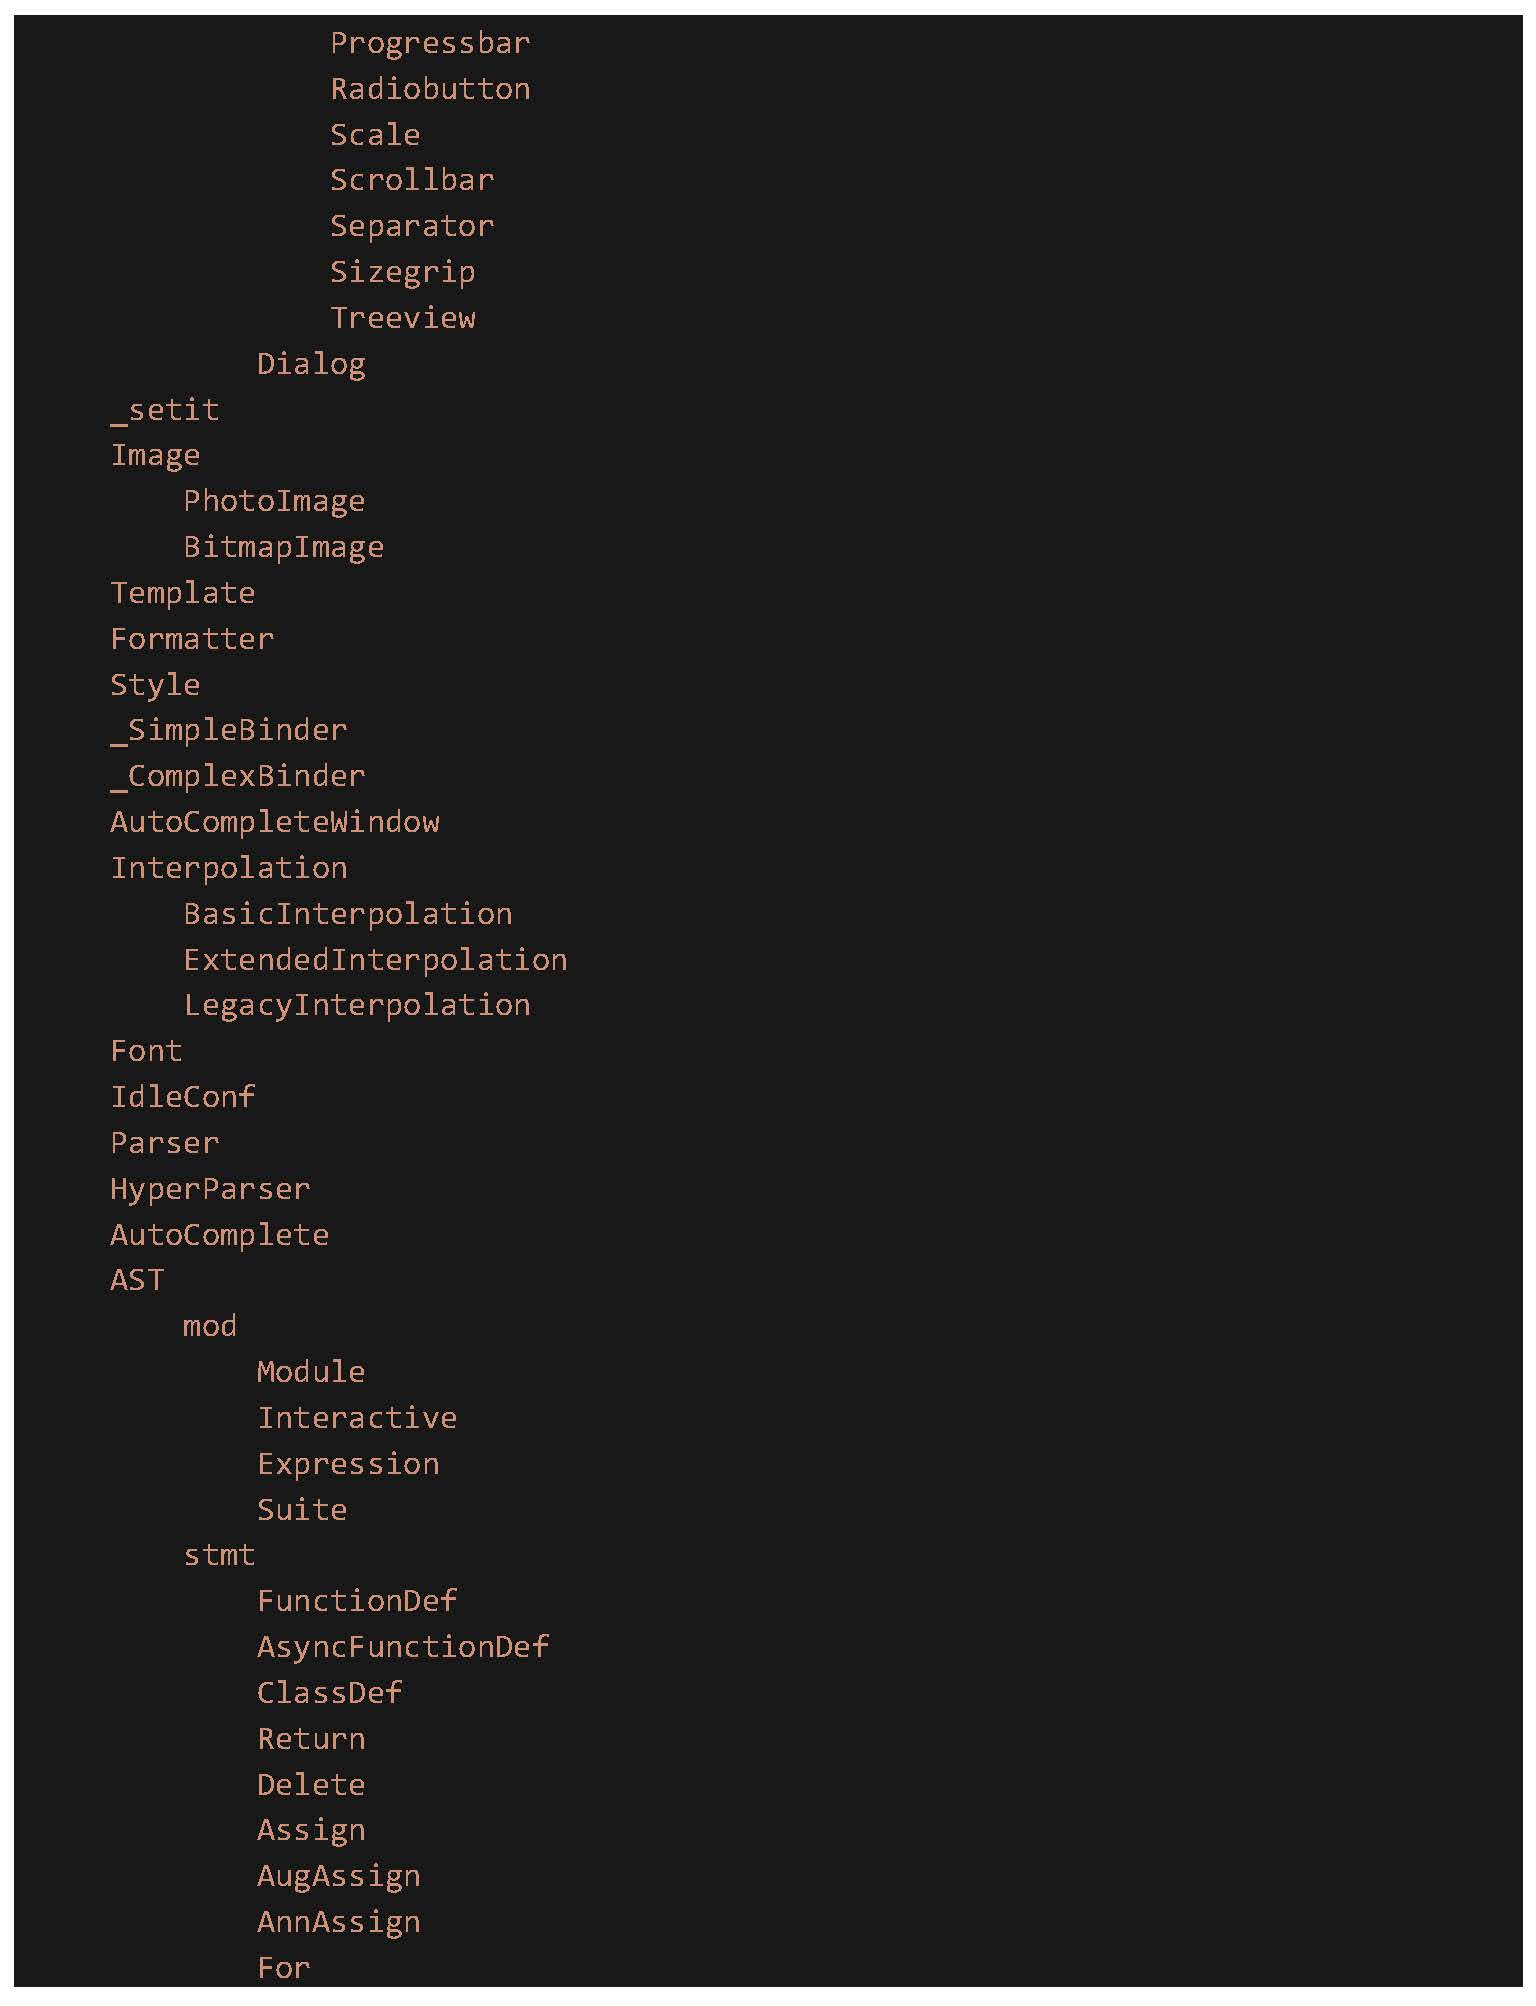 Progressbar
Radiobutton
Scale
Scrollbar
Separator
Sizegrip
Treeview
Dialog
_setit
Image
PhotoImage
BitmapImage
Template
Formatter
Style
_SimpleBinder
_ComplexBinder
AutoCompleteWindow
Interpolation
BasicInterpolation
ExtendedInterpolation
LegacyInterpolation
Font
IdleConf
Parser
HyperParser
AutoComplete
AST
mod
Module
Interactive
Expression
Suite
stmt
FunctionDef
AsyncFunctionDef
ClassDef
Return
Delete
Assign
AugAssign
AnnAssign
For